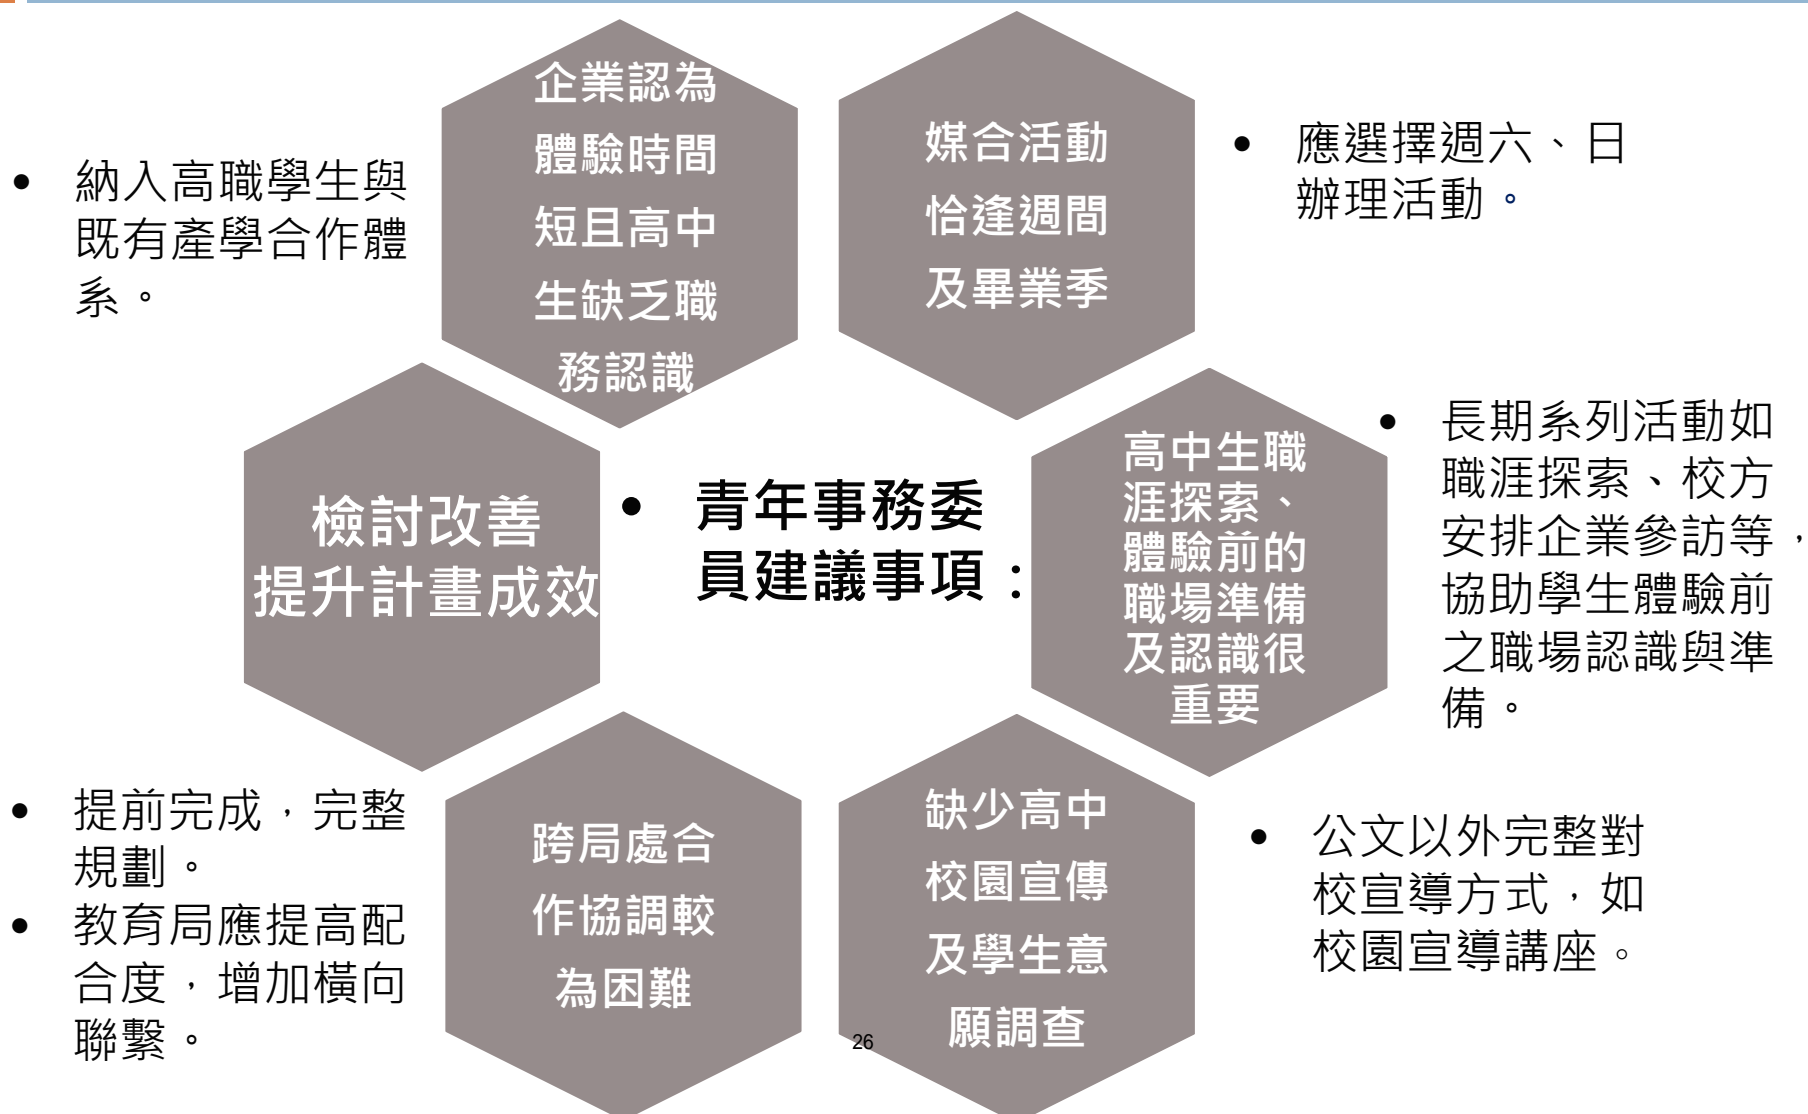 企業認為
體驗時間
短且高中
生缺乏職
務認識
媒合活動
恰逢週間
及畢業季
• 應選擇週六、日
辦理活動。
• 納入高職學生與
既有產學合作體
系。
檢討改善
提升計畫成效
• 青年事務委
員建議事項：
高中生職
涯探索、
體驗前的
職場準備
及認識很
重要
• 長期系列活動如
職涯探索、校方
安排企業參訪等，
協助學生體驗前
之職場認識與準
備。
• 提前完成，完整
規劃。
• 教育局應提高配
合度，增加橫向
聯繫。
跨局處合
作協調較
為困難
缺少高中
校園宣傳
及學生意
願調查
• 公文以外完整對
校宣導方式，如
校園宣導講座。
26